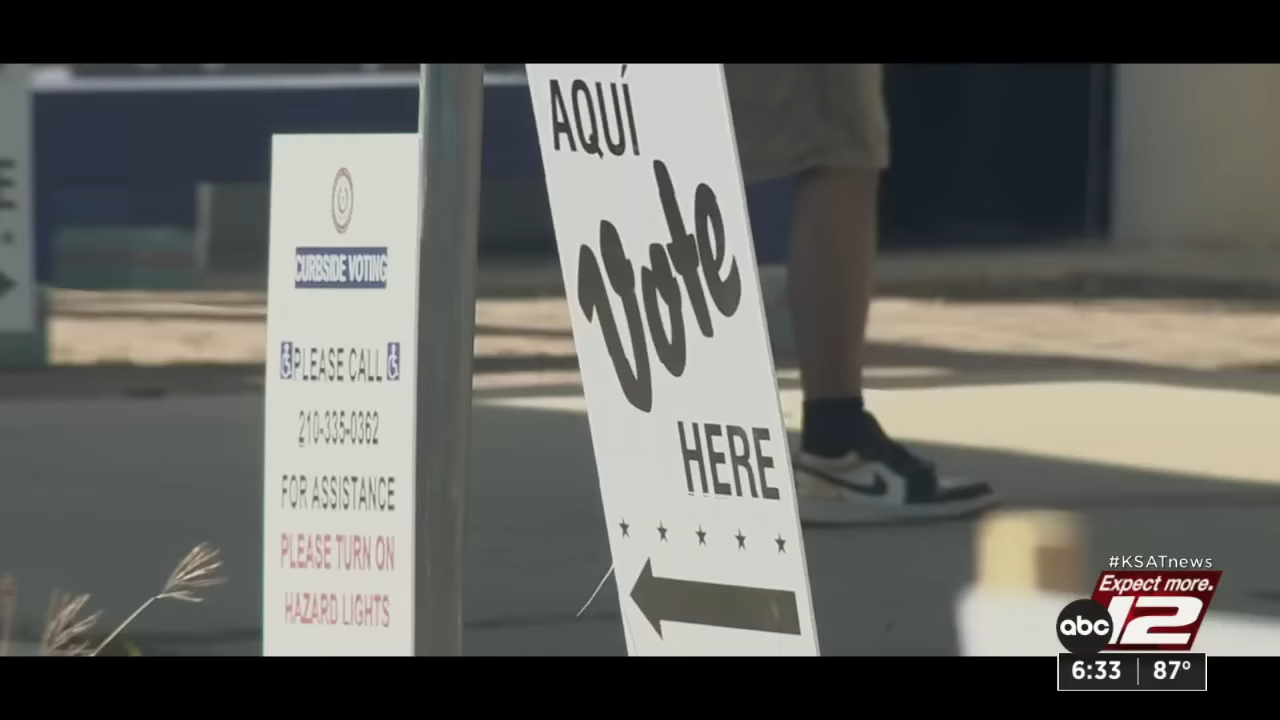 CURBSIDE VOTING
PLEASE CALL
210-335-0362
FOR ASSISTANCE
PLEASE TURN ON
HAZARD LIGHTS
AQUÍ
Vote
HERE
#KSATnews
Expect more.
abc 12
6:33 87°